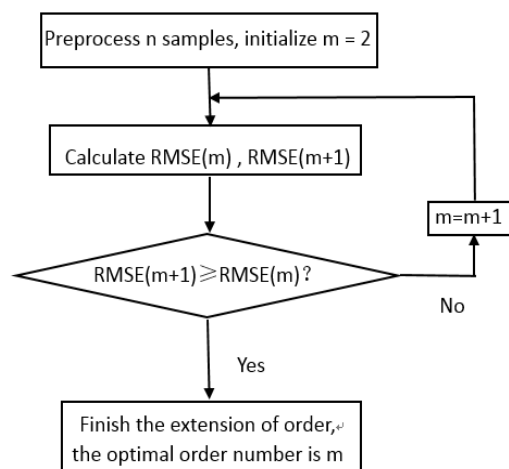 Preprocess n samples, initialize m = 2
Calculate RMSE(m) , RMSE(m+1)
m=m+1
RMSE(m+1)≥RMSE(m)?
No
Yes
Finish the extension of order,
the optimal order number is m